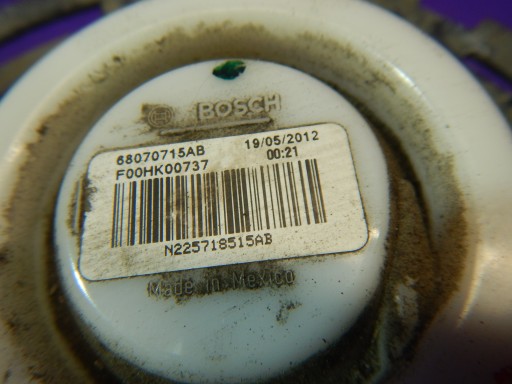 BOSCH
68070715AB 19/05/2012
F00HK00737 00:21
N225718515AB
Made in Mexico